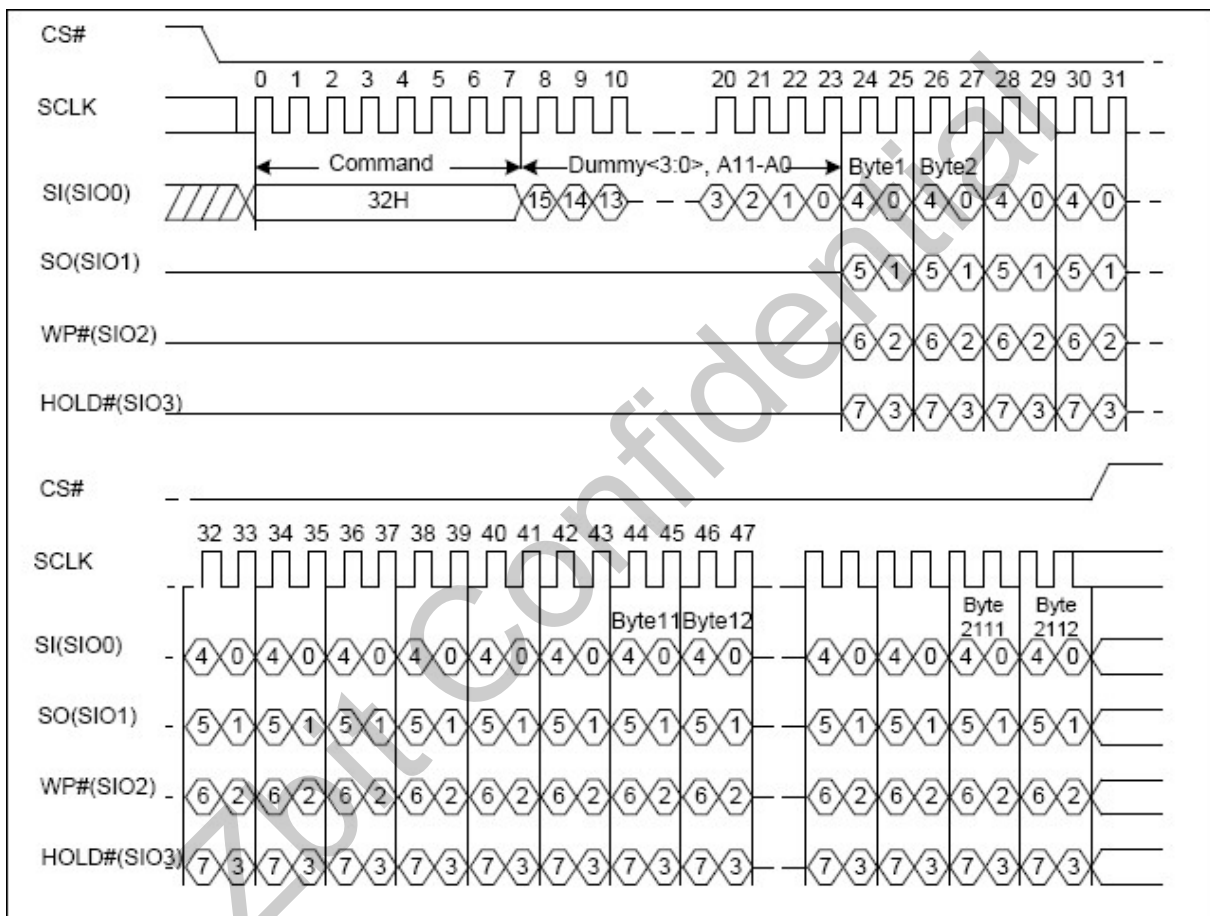 CS#
0 1 2 3 4 5 6 7 8 9 10 20 21 22 23 24 25 26 27 28 29 30 31
SCLK
Command Dummy<3:0>, A11-A0 Byte1 Byte2
SI(SIO0) 32H 15 14 13 3 2 1 0 4 0 4 0 4 0 4 0
SO(SIO1) 5 1 5 1 5 1 5 1
WP#(SIO2) 6 2 6 2 6 2 6 2
HOLD#(SIO3) 7 3 7 3 7 3 7 3
CS#
32 33 34 35 36 37 38 39 40 41 42 43 44 45 46 47
SCLK
Byte11 Byte12 Byte 2111 Byte 2112
SI(SIO0) 4 0 4 0 4 0 4 0 4 0 4 0 4 0 4 0 4 0 4 0 4 0 4 0
SO(SIO1) 5 1 5 1 5 1 5 1 5 1 5 1 5 1 5 1 5 1 5 1 5 1 5 1
WP#(SIO2) 6 2 6 2 6 2 6 2 6 2 6 2 6 2 6 2 6 2 6 2 6 2 6 2
HOLD#(SIO3) 7 3 7 3 7 3 7 3 7 3 7 3 7 3 7 3 7 3 7 3 7 3 7 3
Zbit Confidential